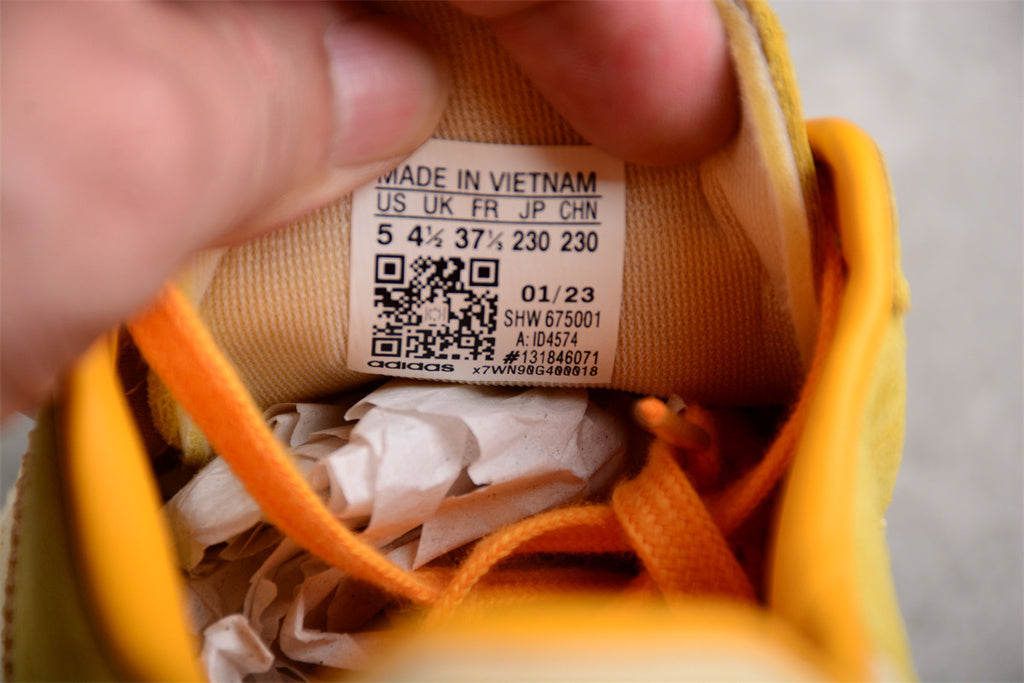 MADE IN VIETNAM
US UK FR JP CHN
5 4½ 37⅓ 230 230
01/23
SHW 675001
A: ID4574
#131846071
adidas x7WN90G400018